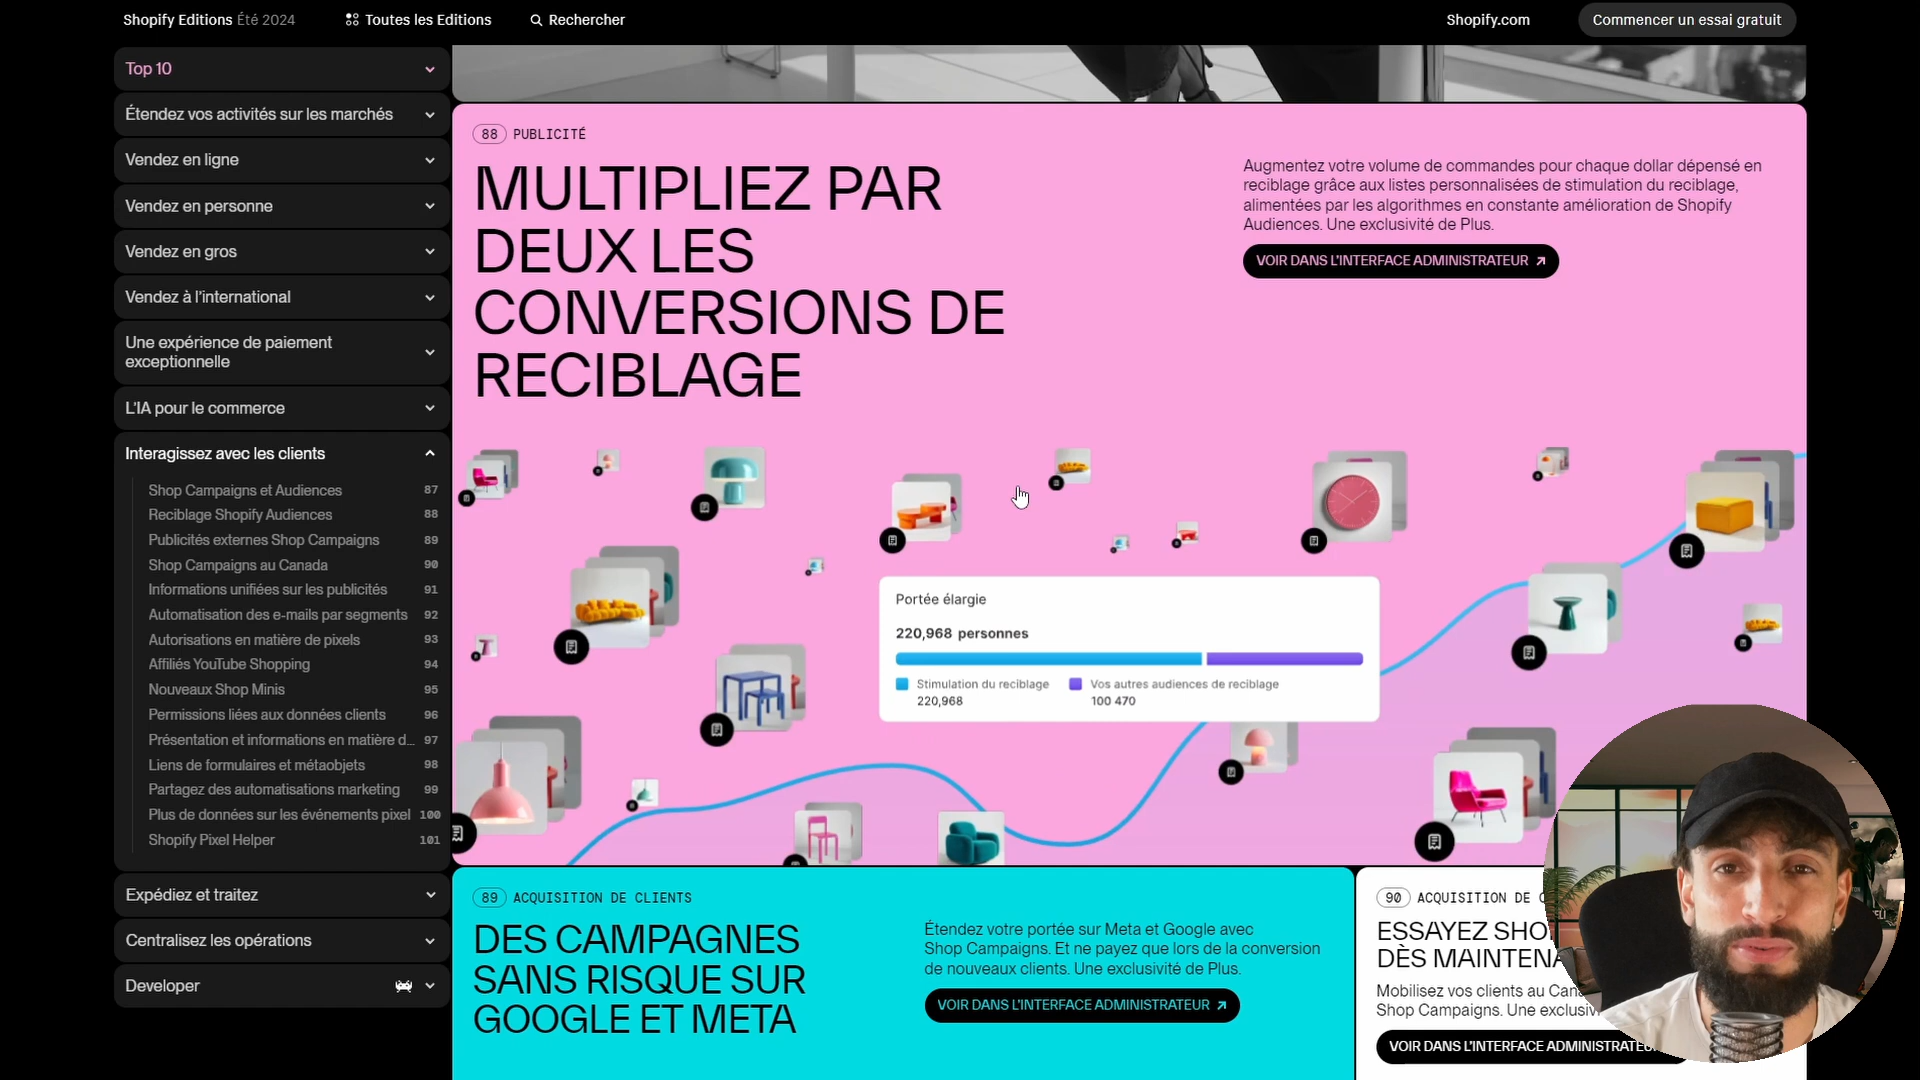 Shopify Editions Été 2024
Toutes les Editions
Rechercher
Shopify.com
Commencer un essai gratuit
Top 10
Étendez vos activités sur les marchés
Vendez en ligne
Vendez en personne
Vendez en gros
Vendez à l'international
Une expérience de paiement
exceptionnelle
L'IA pour le commerce
Interagissez avec les clients
Shop Campaigns et Audiences 87
Reciblage Shopify Audiences 88
Publicités externes Shop Campaigns 89
Shop Campaigns au Canada 90
Informations unifiées sur les publicités 91
Automatisation des e-mails par segments 92
Autorisations en matière de pixels 93
Affiliés YouTube Shopping 94
Nouveaux Shop Minis 95
Permissions liées aux données clients 96
Présentation et informations en matière d... 97
Liens de formulaires et métaobjets 98
Partagez des automatisations marketing 99
Plus de données sur les événements pixel 100
Shopify Pixel Helper 101
Expédiez et traitez
Centralisez les opérations
Developer
88 PUBLICITÉ
MULTIPLIEZ PAR
DEUX LES
CONVERSIONS DE
RECIBLAGE
Augmentez votre volume de commandes pour chaque dollar dépensé en
reciblage grâce aux listes personnalisées de stimulation du reciblage,
alimentées par les algorithmes en constante amélioration de Shopify
Audiences. Une exclusivité de Plus.
VOIR DANS L'INTERFACE ADMINISTRATEUR
Portée élargie
220,968 personnes
Stimulation du reciblage
220,968
Vos autres audiences de reciblage
100 470
89 ACQUISITION DE CLIENTS
DES CAMPAGNES
SANS RISQUE SUR
GOOGLE ET META
Étendez votre portée sur Meta et Google avec
Shop Campaigns. Et ne payez que lors de la conversion
de nouveaux clients. Une exclusivité de Plus.
VOIR DANS L'INTERFACE ADMINISTRATEUR
90 ACQUISITION DE
ESSAYEZ
DÈS
Mobilisez vos clients au
Shop Campaigns. Une
VOIR DANS L'INTERFACE